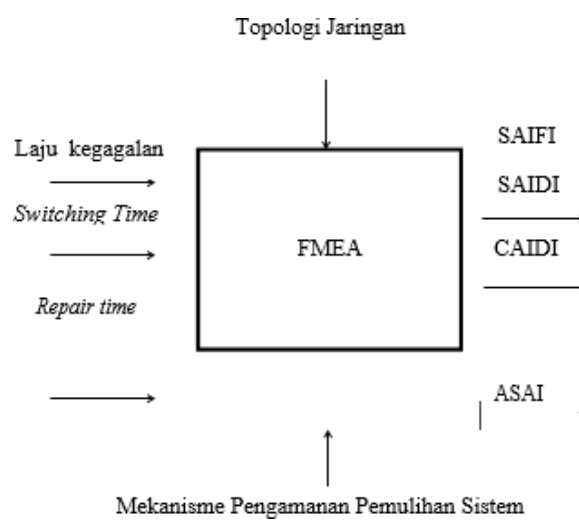 Topologi Jaringan
Laju kegagalan
Switching Time
Repair time
FMEA
SAIFI
SAIDI
CAIDI
ASAI
Mekanisme Pengamanan Pemulihan Sistem